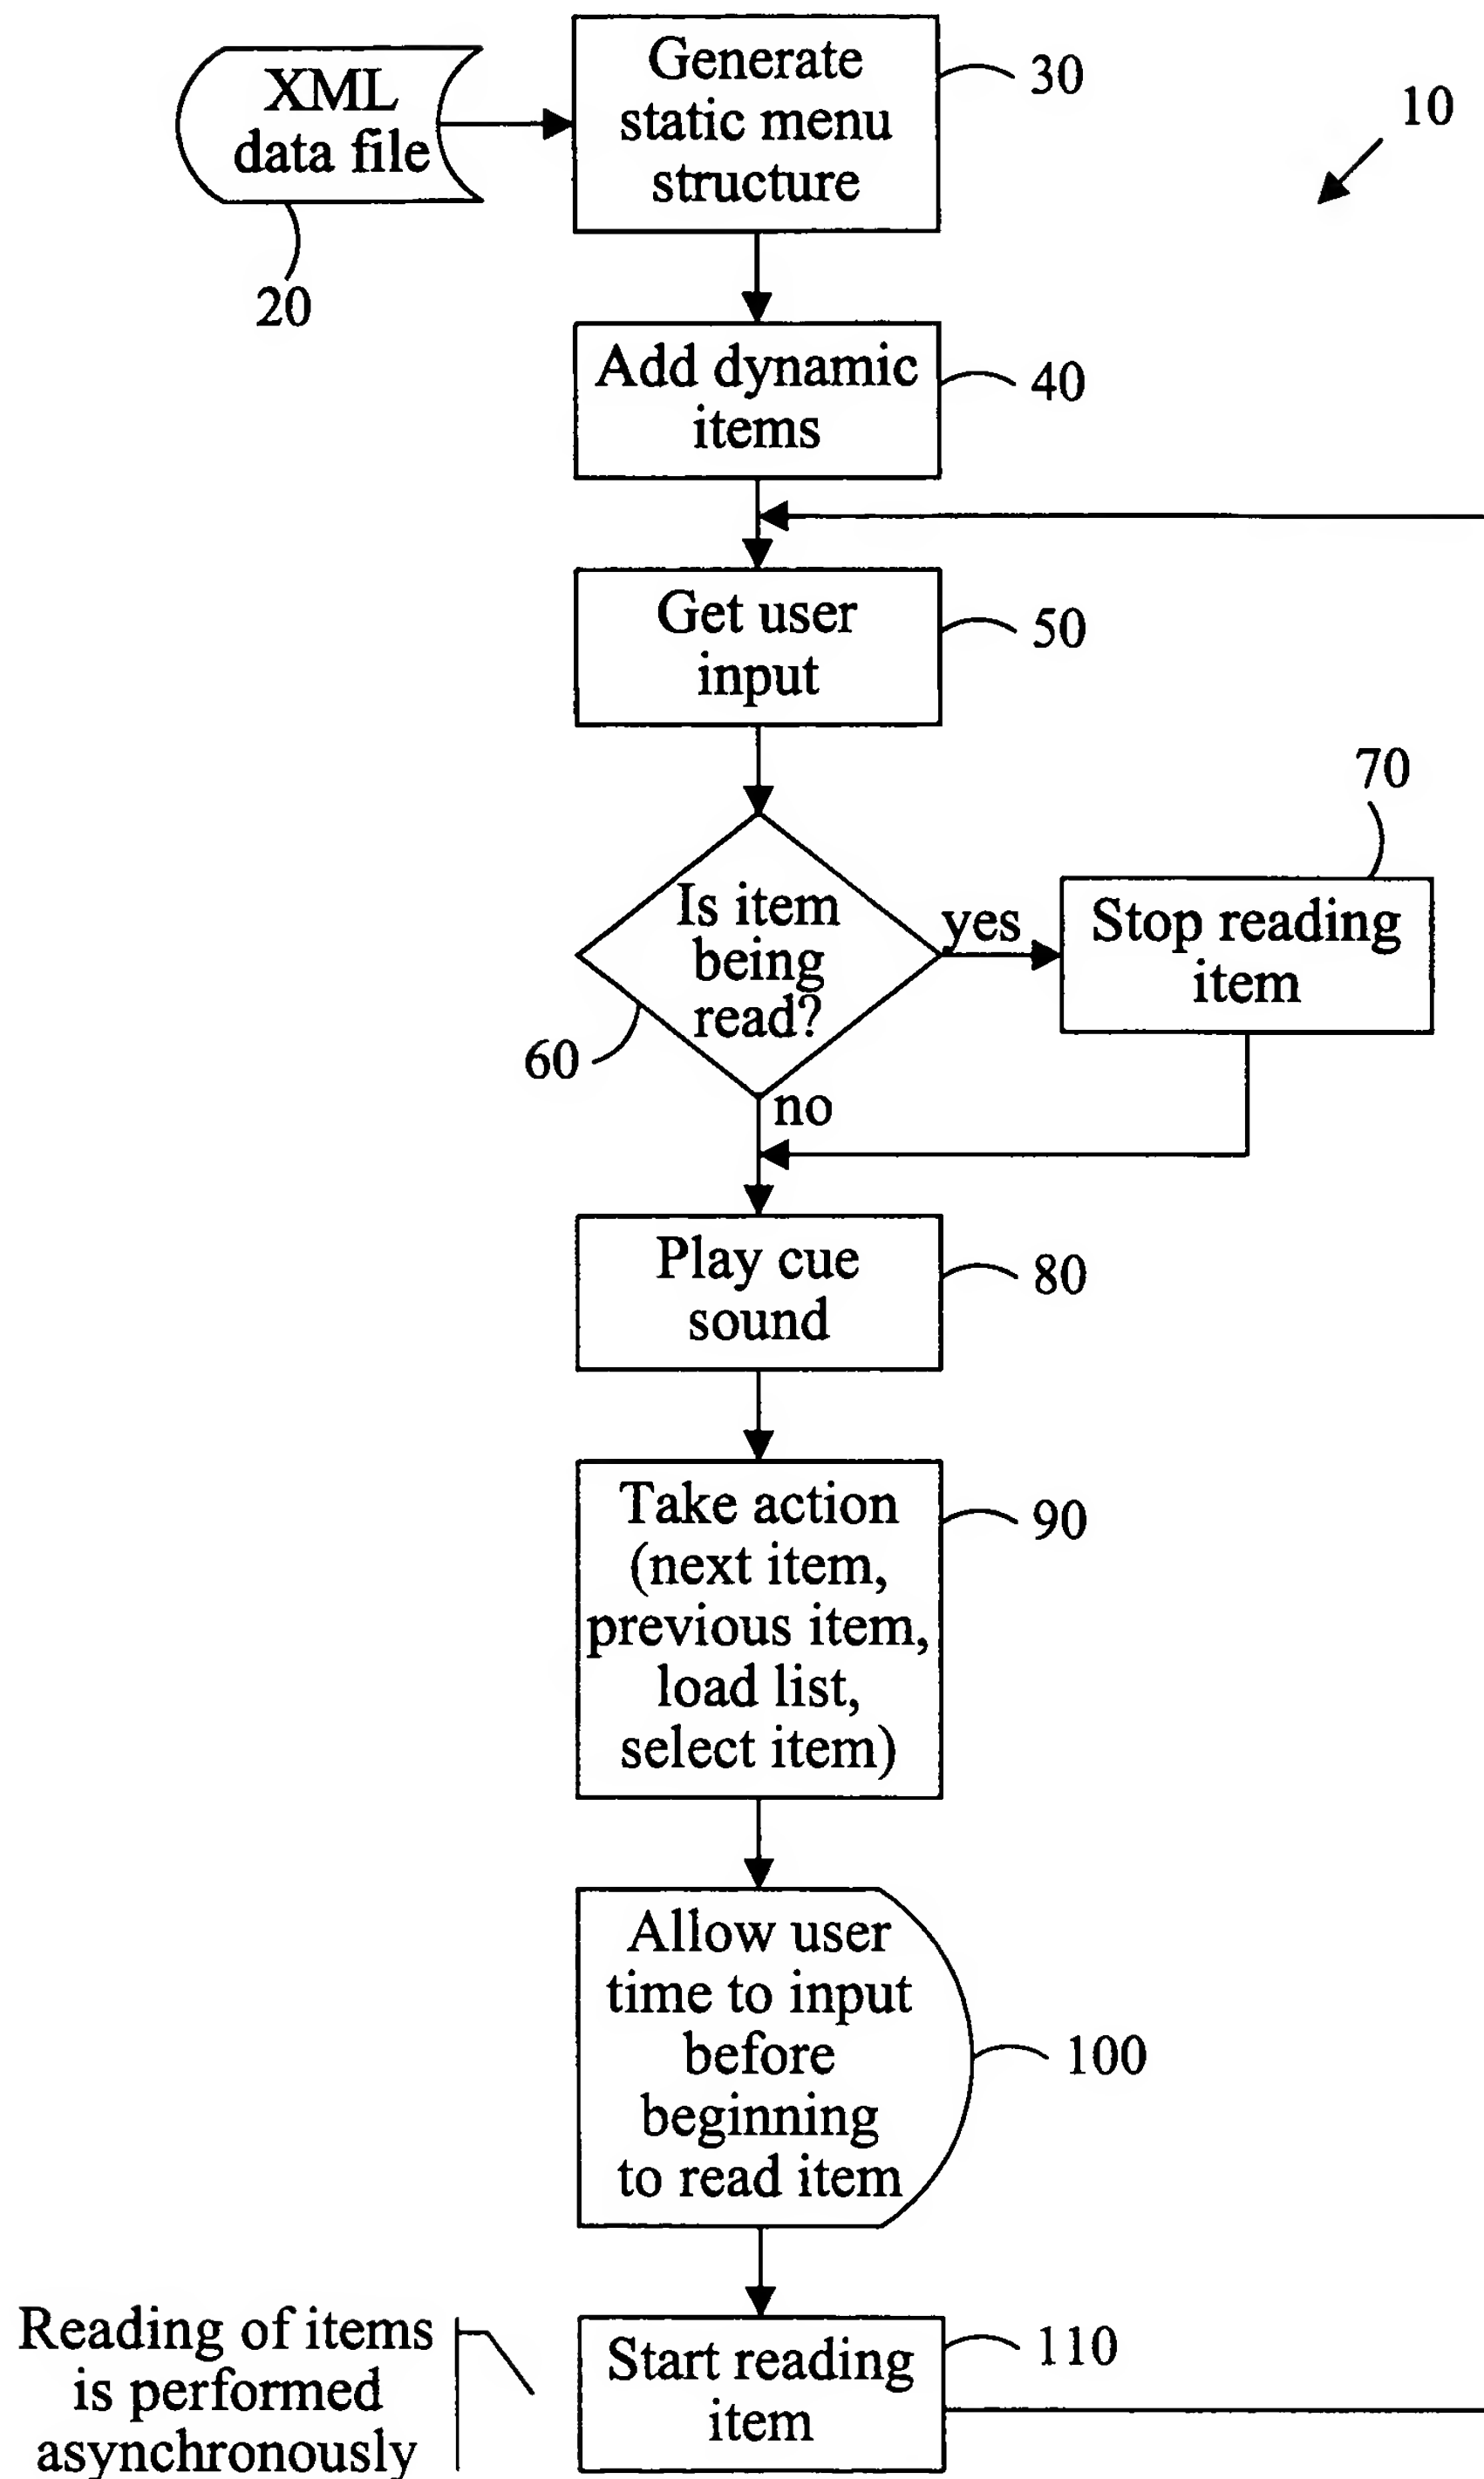 XML
data file
20
Generate
static menu
structure
30
10
Add dynamic
items
40
Get user
input
50
Is item
being
read?
60
yes
no
70
Stop reading
item
Play cue
sound
80
Take action
(next item,
previous item,
load list,
select item)
90
Allow user
time to input
before
beginning
to read item
100
Reading of items
is performed
asynchronously
Start reading
item
110